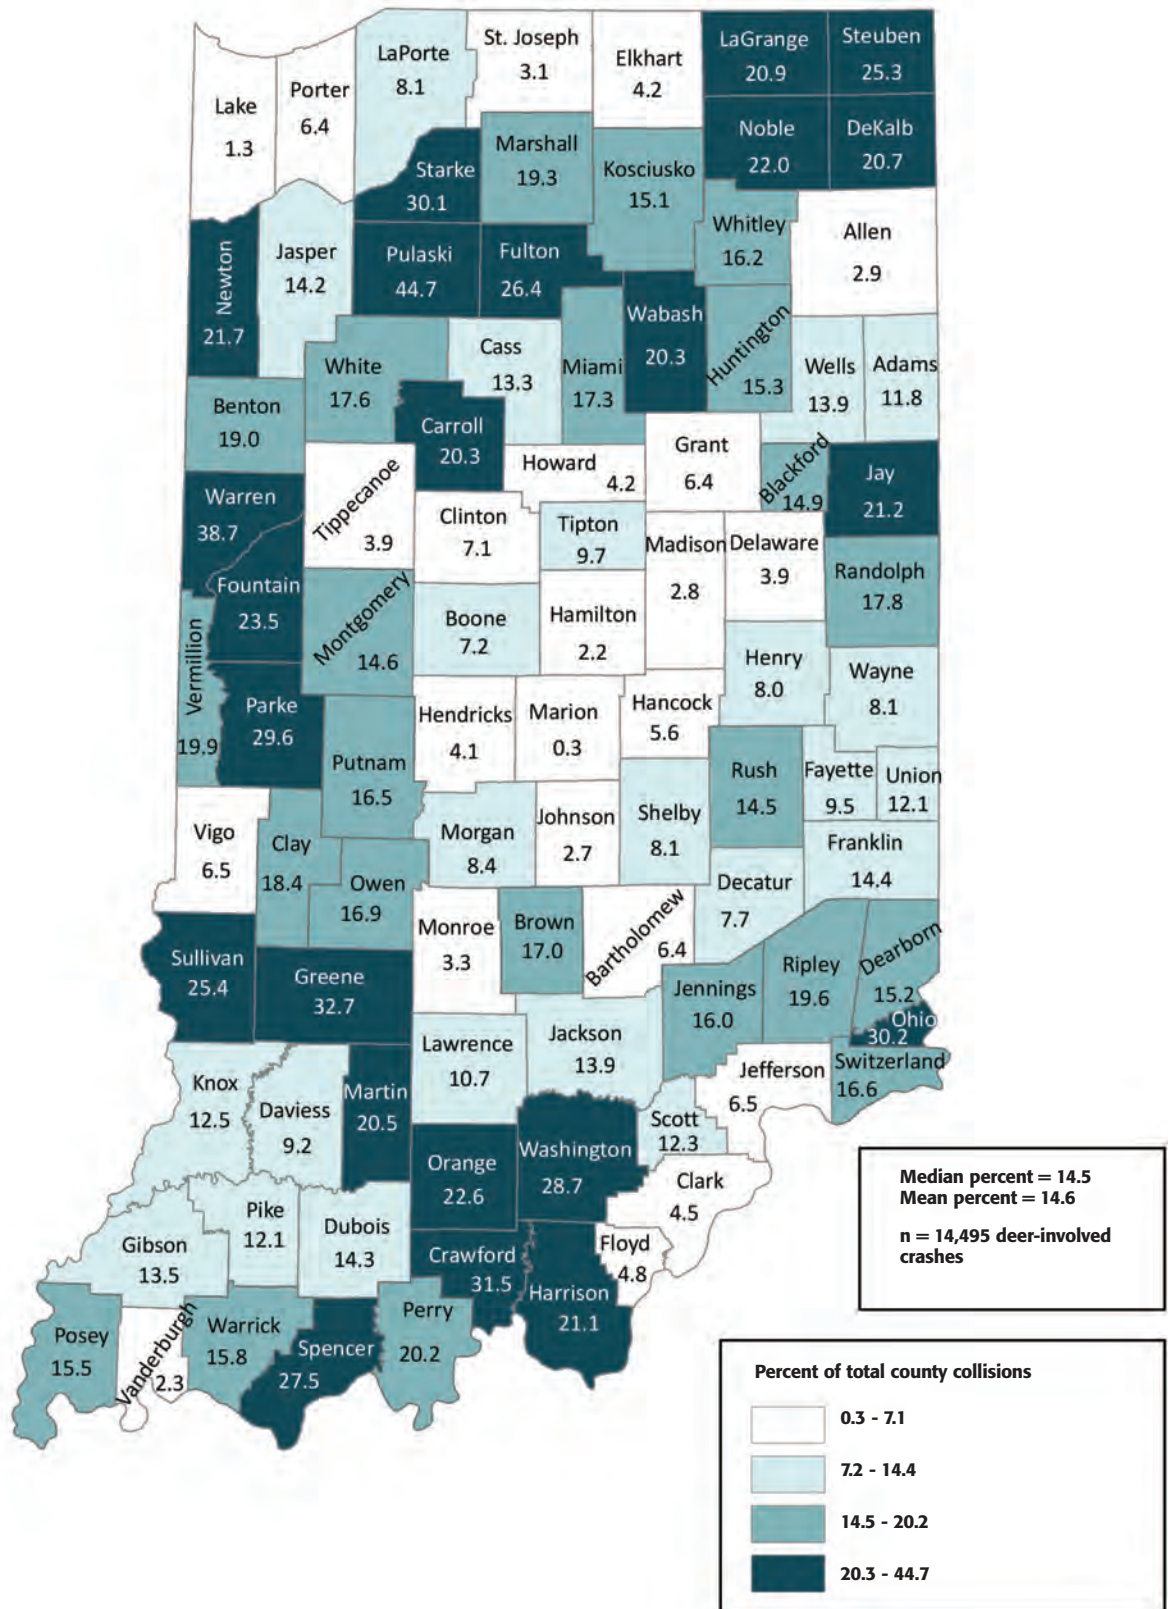 St. Joseph
3.1
LaPorte
8.1
Elkhart
4.2
LaGrange
20.9
Steuben
25.3
Lake
1.3
Porter
6.4
Noble
22.0
DeKalb
20.7
Starke
30.1
Marshall
19.3
Kosciusko
15.1
Whitley
16.2
Allen
2.9
Newton
21.7
Jasper
14.2
Pulaski
44.7
Fulton
26.4
Wabash
20.3
Huntington
15.3
White
17.6
Cass
13.3
Miami
17.3
Wells
13.9
Adams
11.8
Benton
19.0
Carroll
20.3
Howard
4.2
Grant
6.4
Blackford
14.9
Jay
21.2
Warren
38.7
Tippecanoe
3.9
Clinton
7.1
Tipton
9.7
Madison
2.8
Delaware
3.9
Randolph
17.8
Fountain
23.5
Montgomery
14.6
Boone
7.2
Hamilton
2.2
Vermillion
19.9
Henry
8.0
Wayne
8.1
Parke
29.6
Putnam
16.5
Hendricks
4.1
Marion
0.3
Hancock
5.6
Rush
14.5
Fayette
9.5
Union
12.1
Vigo
6.5
Clay
18.4
Morgan
8.4
Johnson
2.7
Shelby
8.1
Franklin
14.4
Owen
16.9
Decatur
7.7
Monroe
3.3
Brown
17.0
Bartholomew
6.4
Sullivan
25.4
Greene
32.7
Jennings
16.0
Ripley
19.6
Dearborn
15.2
Ohio
30.2
Lawrence
10.7
Jackson
13.9
Jefferson
6.5
Switzerland
16.6
Knox
12.5
Daviess
9.2
Martin
20.5
Scott
12.3
Orange
22.6
Washington
28.7
Clark
4.5
Gibson
13.5
Pike
12.1
Dubois
14.3
Crawford
31.5
Floyd
4.8
Harrison
21.1
Posey
15.5
Vanderburgh
2.3
Warrick
15.8
Spencer
27.5
Perry
20.2
Median percent = 14.5
Mean percent = 14.6
n = 14,495 deer-involved
crashes
Percent of total county collisions
0.3 - 7.1
7.2 - 14.4
14.5 - 20.2
20.3 - 44.7